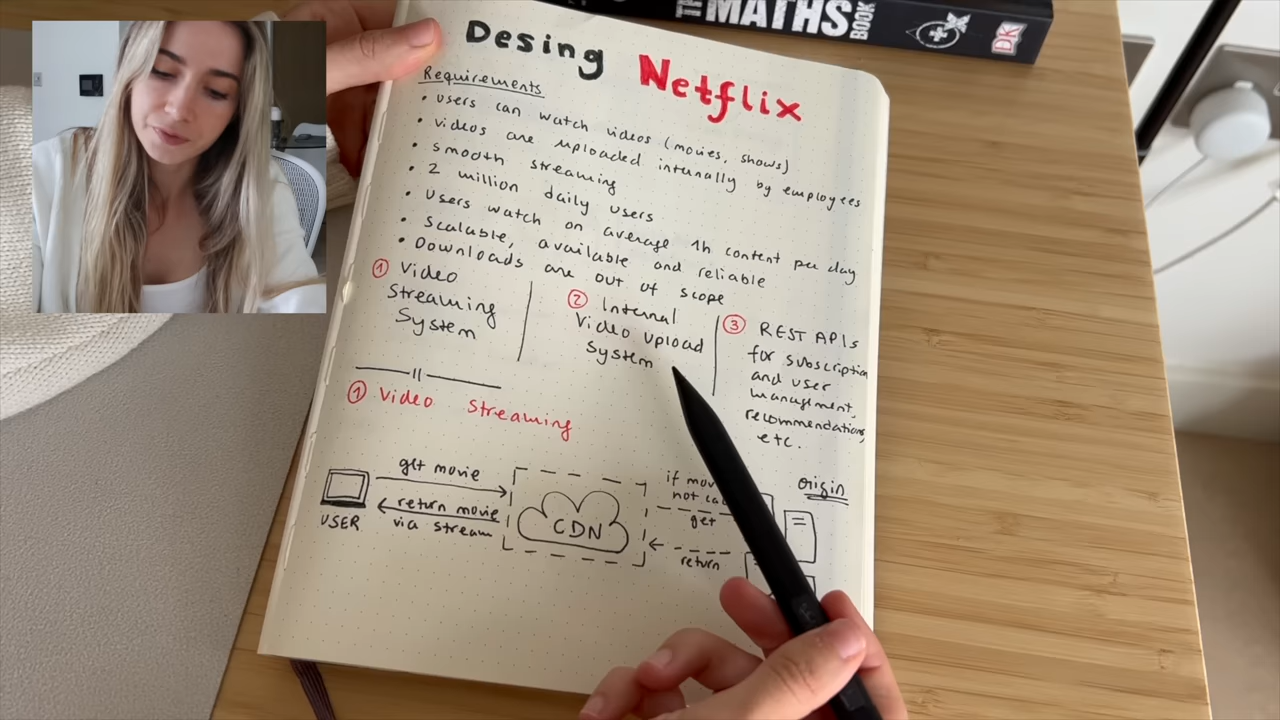 THE MATHS BOOK
DK
Desing Netflix
Requirements
• users can watch videos (movies, shows)
• videos are uploaded internally by employees
• smooth streaming
• 2 million daily users
• users watch on average 1h content per day
• scalable, available and reliable
• Downloads are out of scope
① Video
Streaming
System
② Internal
Video upload
system
③ REST APIs
for subscription
and user
management,
recommendations,
etc.
① Video Streaming
get movie
return movie
via stream
USER
CDN
if
not
get
return
origin